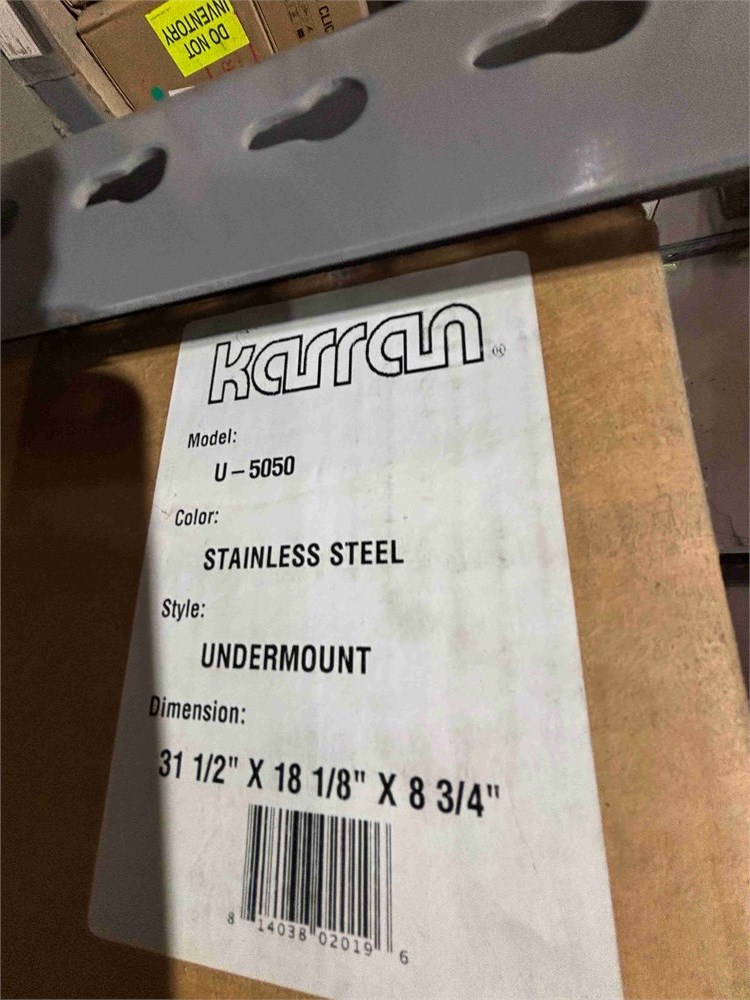 DO NOT
INVENTORY
CLIC
karran®
Model:
U-5050
Color:
STAINLESS STEEL
Style:
UNDERMOUNT
Dimension:
31 1/2" X 18 1/8" X 8 3/4"
8 14038 02019 6